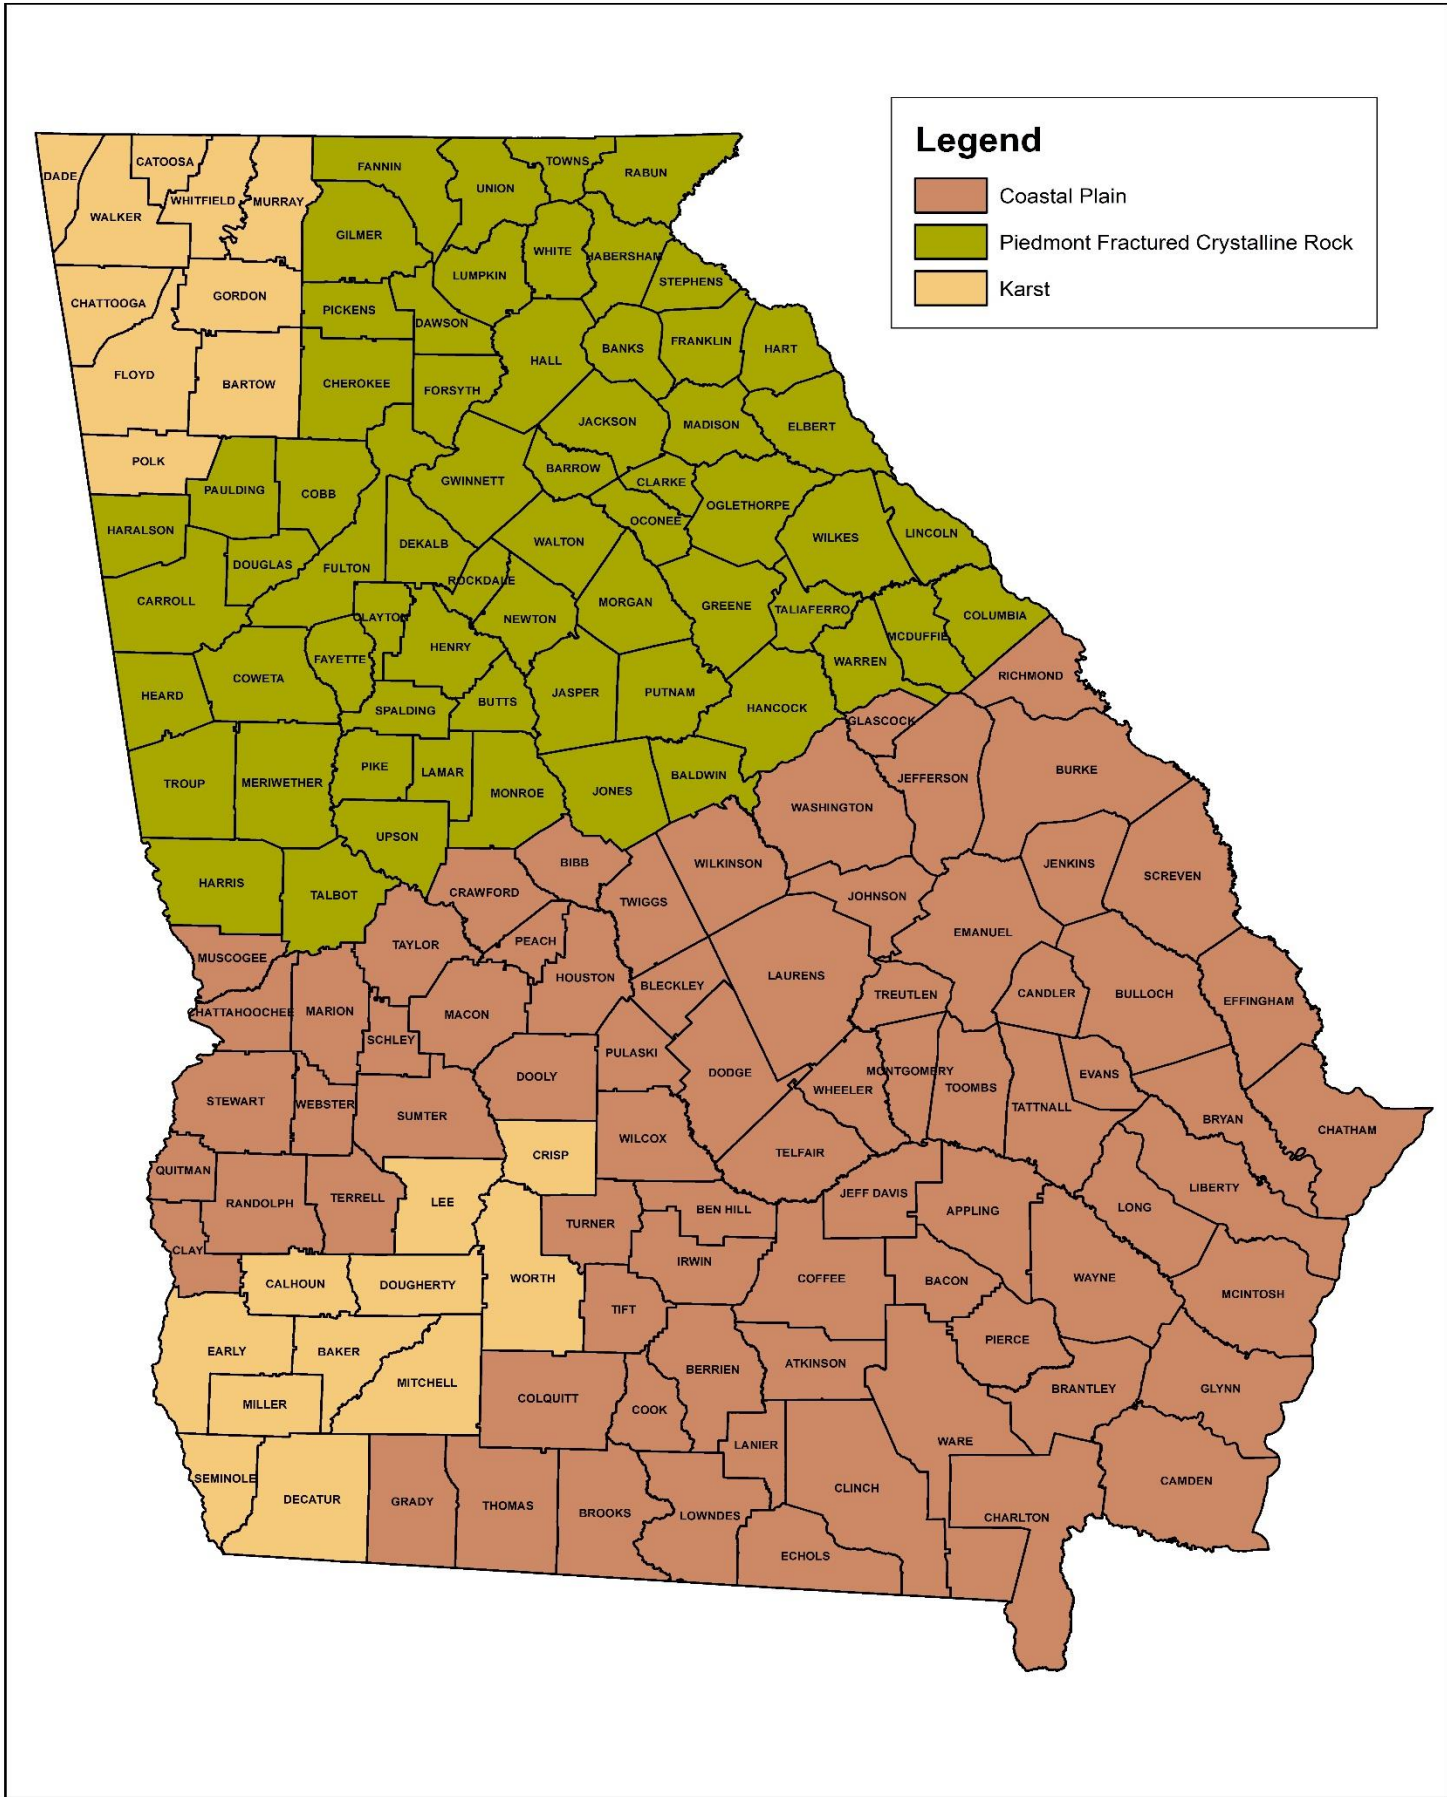 Legend
Coastal Plain
Piedmont Fractured Crystalline Rock
Karst
DADE
CATOOSA
WHITFIELD
MURRAY
WALKER
FANNIN
UNION
TOWNS
RABUN
GILMER
LUMPKIN
WHITE
HABERSHAM
STEPHENS
CHATTOOGA
GORDON
PICKENS
DAWSON
HALL
BANKS
FRANKLIN
HART
FLOYD
BARTOW
CHEROKEE
FORSYTH
JACKSON
MADISON
ELBERT
POLK
PAULDING
COBB
GWINNETT
BARROW
CLARKE
OCONEE
OGLETHORPE
WILKES
LINCOLN
HARALSON
DOUGLAS
FULTON
DEKALB
ROCKDALE
WALTON
CARROLL
CLAYTON
HENRY
NEWTON
MORGAN
GREENE
TALIAFERRO
MCDUFFIE
COLUMBIA
WARREN
HEARD
COWETA
FAYETTE
SPALDING
BUTTS
JASPER
PUTNAM
HANCOCK
GLASCOCK
RICHMOND
TROUP
MERIWETHER
PIKE
LAMAR
MONROE
JONES
BALDWIN
WASHINGTON
JEFFERSON
BURKE
UPSON
HARRIS
TALBOT
CRAWFORD
BIBB
TWIGGS
WILKINSON
JOHNSON
JENKINS
SCREVEN
MUSCOGEE
TAYLOR
PEACH
HOUSTON
BLECKLEY
LAURENS
EMANUEL
TREUTLEN
CANDLER
BULLOCH
EFFINGHAM
CHATTAHOOCHEE
MARION
SCHLEY
MACON
DOOLY
PULASKI
DODGE
WHEELER
MONTGOMERY
TOOMBS
TATTNALL
EVANS
BRYAN
CHATHAM
STEWART
WEBSTER
SUMTER
CRISP
WILCOX
TELFAIR
JEFF DAVIS
APPLING
LONG
LIBERTY
QUITMAN
RANDOLPH
TERRELL
LEE
TURNER
BEN HILL
IRWIN
CLAY
CALHOUN
DOUGHERTY
WORTH
TIFT
COFFEE
BACON
WAYNE
MCINTOSH
EARLY
BAKER
MITCHELL
BERRIEN
ATKINSON
PIERCE
BRANTLEY
GLYNN
MILLER
COLQUITT
COOK
LANIER
WARE
CAMDEN
SEMINOLE
DECATUR
GRADY
THOMAS
BROOKS
LOWNDES
CLINCH
CHARLTON
ECHOLS